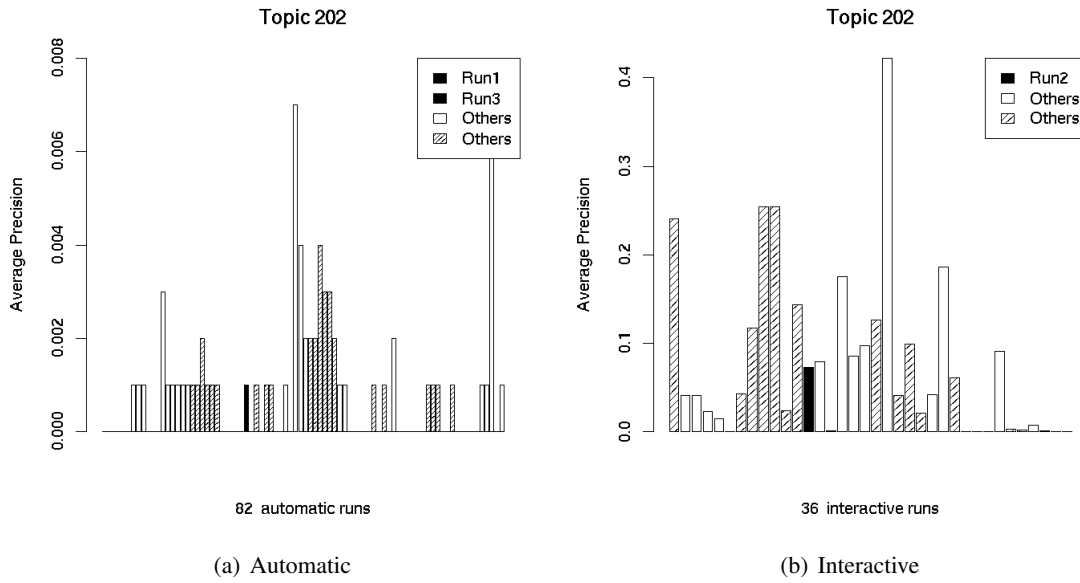 Topic 202
Average Precision
0.000
0.002
0.004
0.006
0.008
Run1
Run3
Others
Others
82 automatic runs
(a) Automatic
Topic 202
Average Precision
0.0
0.1
0.2
0.3
0.4
Run2
Others
Others
36 interactive runs
(b) Interactive